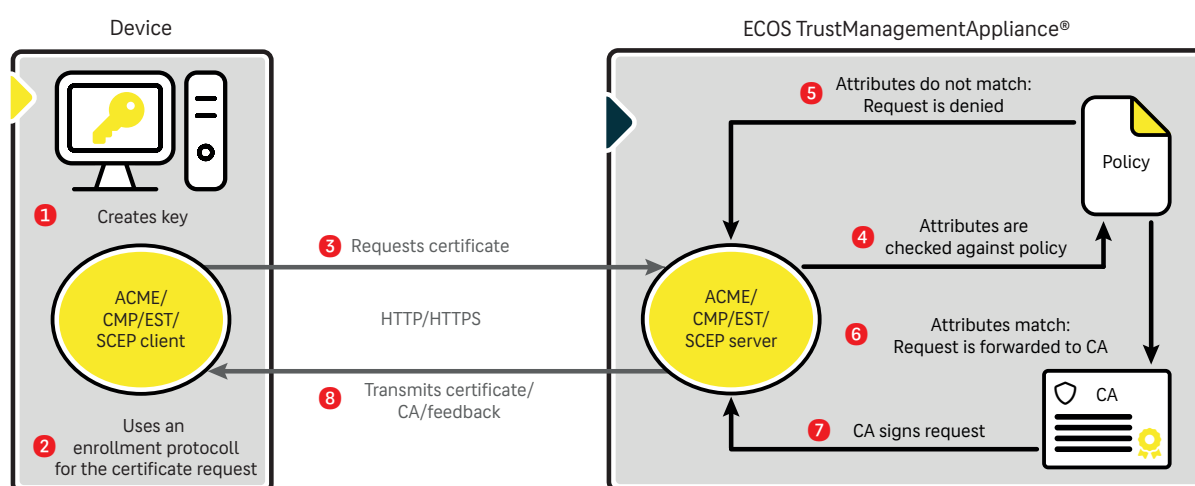 Device
ECOS TrustManagementAppliance®
1
Creates key
ACME/
CMP/EST/
SCEP client
2
Uses an
enrollment protocoll
for the certificate request
3
Requests certificate
HTTP/HTTPS
8
Transmits certificate/
CA/feedback
ACME/
CMP/EST/
SCEP server
4
Attributes are
checked against policy
5
Attributes do not match:
Request is denied
Policy
6
Attributes match:
Request is forwarded to CA
CA
7
CA signs request